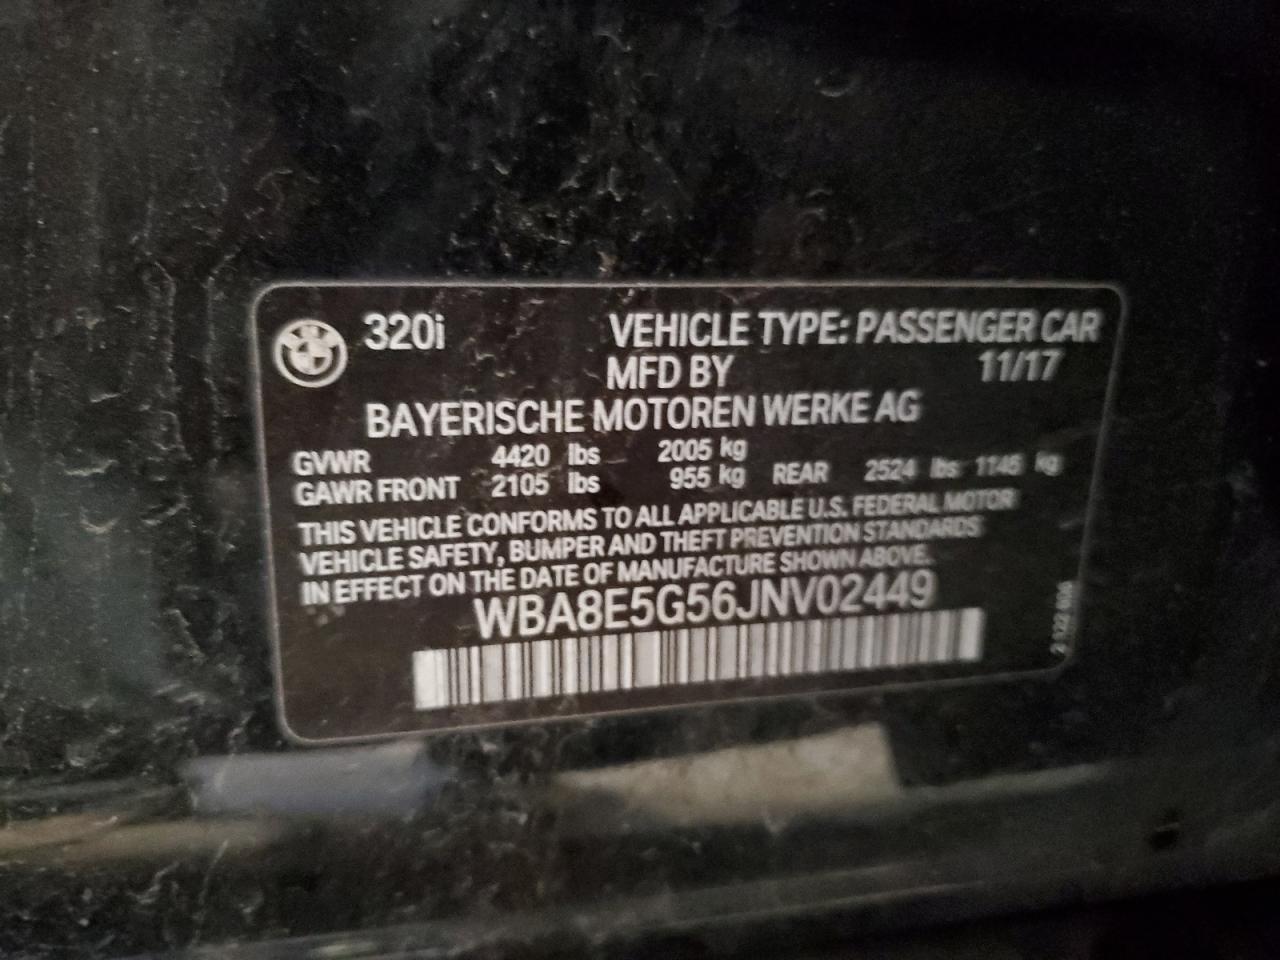 320i VEHICLE TYPE: PASSENGER CAR
MFD BY 11/17
BAYERISCHE MOTOREN WERKE AG
GVWR 4420 lbs 2005 kg
GAWR FRONT 2105 lbs 955 kg REAR 2524 lbs 1145 kg
THIS VEHICLE CONFORMS TO ALL APPLICABLE U.S. FEDERAL MOTOR
VEHICLE SAFETY, BUMPER AND THEFT PREVENTION STANDARDS
IN EFFECT ON THE DATE OF MANUFACTURE SHOWN ABOVE.
WBA8E5G56JNV02449